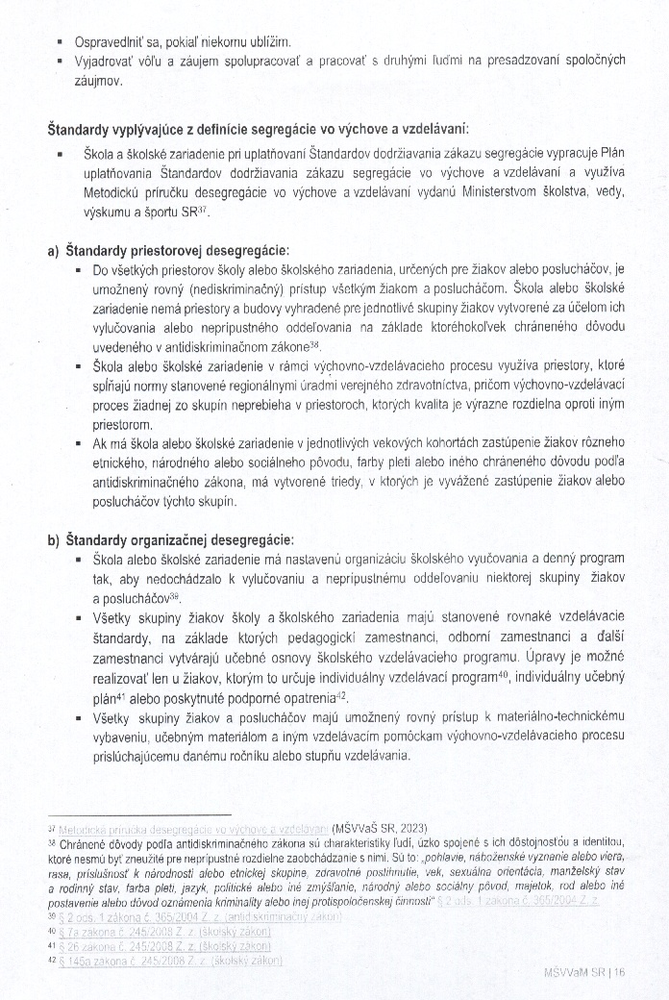 ▪ Ospravedlniť sa, pokiaľ niekomu ublížim.
▪ Vyjadrovať vôľu a záujem spolupracovať a pracovať s druhými ľuďmi na presadzovaní spoločných
záujmov.
Štandardy vyplývajúce z definície segregácie vo výchove a vzdelávaní:
▪ Škola a školské zariadenie pri uplatňovaní Štandardov dodržiavania zákazu segregácie vypracuje Plán
uplatňovania Štandardov dodržiavania zákazu segregácie vo výchove a vzdelávaní a využíva
Metodickú príručku desegregácie vo výchove a vzdelávaní vydanú Ministerstvom školstva, vedy,
výskumu a športu SR³⁷.
a) Štandardy priestorovej desegregácie:
▪ Do všetkých priestorov školy alebo školského zariadenia, určených pre žiakov alebo poslucháčov, je
umožnený rovný (nediskriminačný) prístup všetkým žiakom a poslucháčom. Škola alebo školské
zariadenie nemá priestory a budovy vyhradené pre jednotlivé skupiny žiakov vytvorené za účelom ich
vylučovania alebo neprípustného oddeľovania na základe ktoréhokoľvek chráneného dôvodu
uvedeného v antidiskriminačnom zákone³⁸.
▪ Škola alebo školské zariadenie v rámci výchovno-vzdelávacieho procesu využíva priestory, ktoré
spĺňajú normy stanovené regionálnymi úradmi verejného zdravotníctva, pričom výchovno-vzdelávací
proces žiadnej zo skupín neprebieha v priestoroch, ktorých kvalita je výrazne rozdielna oproti iným
priestorom.
▪ Ak má škola alebo školské zariadenie v jednotlivých vekových kohortách zastúpenie žiakov rôzneho
etnického, národného alebo sociálneho pôvodu, farby pleti alebo iného chráneného dôvodu podľa
antidiskriminačného zákona, má vytvorené triedy, v ktorých je vyvážené zastúpenie žiakov alebo
poslucháčov týchto skupín.
b) Štandardy organizačnej desegregácie:
▪ Škola alebo školské zariadenie má nastavenú organizáciu školského vyučovania a denný program
tak, aby nedochádzalo k vylučovaniu a neprípustnému oddeľovaniu niektorej skupiny žiakov
a poslucháčov³⁹.
▪ Všetky skupiny žiakov školy a školského zariadenia majú stanovené rovnaké vzdelávacie
štandardy, na základe ktorých pedagogickí zamestnanci, odborní zamestnanci a ďalší
zamestnanci vytvárajú učebné osnovy školského vzdelávacieho programu. Úpravy je možné
realizovať len u žiakov, ktorým to určuje individuálny vzdelávací program⁴⁰, individuálny učebný
plán⁴¹ alebo poskytnuté podporné opatrenia⁴².
▪ Všetky skupiny žiakov a poslucháčov majú umožnený rovný prístup k materiálno-technickému
vybaveniu, učebným materiálom a iným vzdelávacím pomôckam výchovno-vzdelávacieho procesu
prislúchajúcemu danému ročníku alebo stupňu vzdelávania.
³⁷ Metodická príručka desegregácie vo výchove a vzdelávaní (MŠVVaŠ SR, 2023)
³⁸ Chránené dôvody podľa antidiskriminačného zákona sú charakteristiky ľudí, úzko spojené s ich dôstojnosťou a identitou,
ktoré nesmú byť zneužité pre neprípustné rozdielne zaobchádzanie s nimi. Sú to: „pohlavie, náboženské vyznanie alebo viera,
rasa, príslušnosť k národnosti alebo etnickej skupine, zdravotné postihnutie, vek, sexuálna orientácia, manželský stav
a rodinný stav, farba pleti, jazyk, politické alebo iné zmýšľanie, národný alebo sociálny pôvod, majetok, rod alebo iné
postavenie alebo dôvod oznámenia kriminality alebo inej protispoločenskej činnosti“ § 2 ods. 1 zákona č. 365/2004 Z. z.
³⁹ § 2 ods. 1 zákona č. 365/2004 Z. z. (antidiskriminačný zákon)
⁴⁰ § 7a zákona č. 245/2008 Z. z. (školský zákon)
⁴¹ § 26 zákona č. 245/2008 Z. z. (školský zákon)
⁴² § 145a zákona č. 245/2008 Z. z. (školský zákon)
MŠVVaM SR | 16